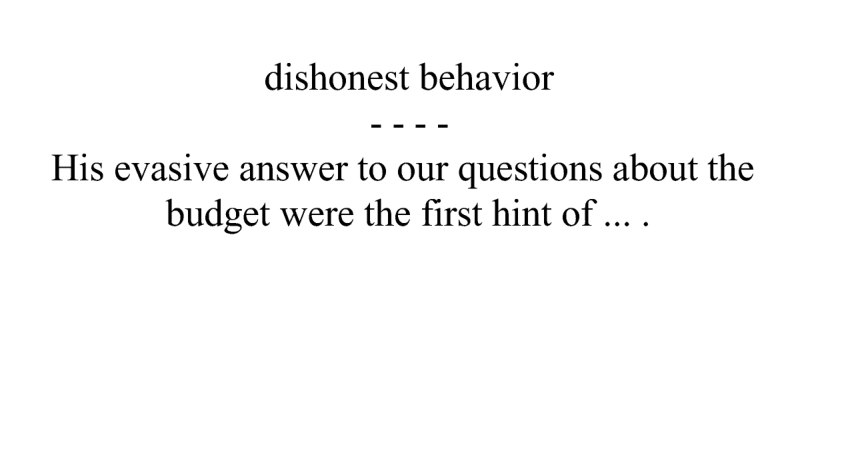 dishonest behavior
- - - -
His evasive answer to our questions about the
budget were the first hint of ... .